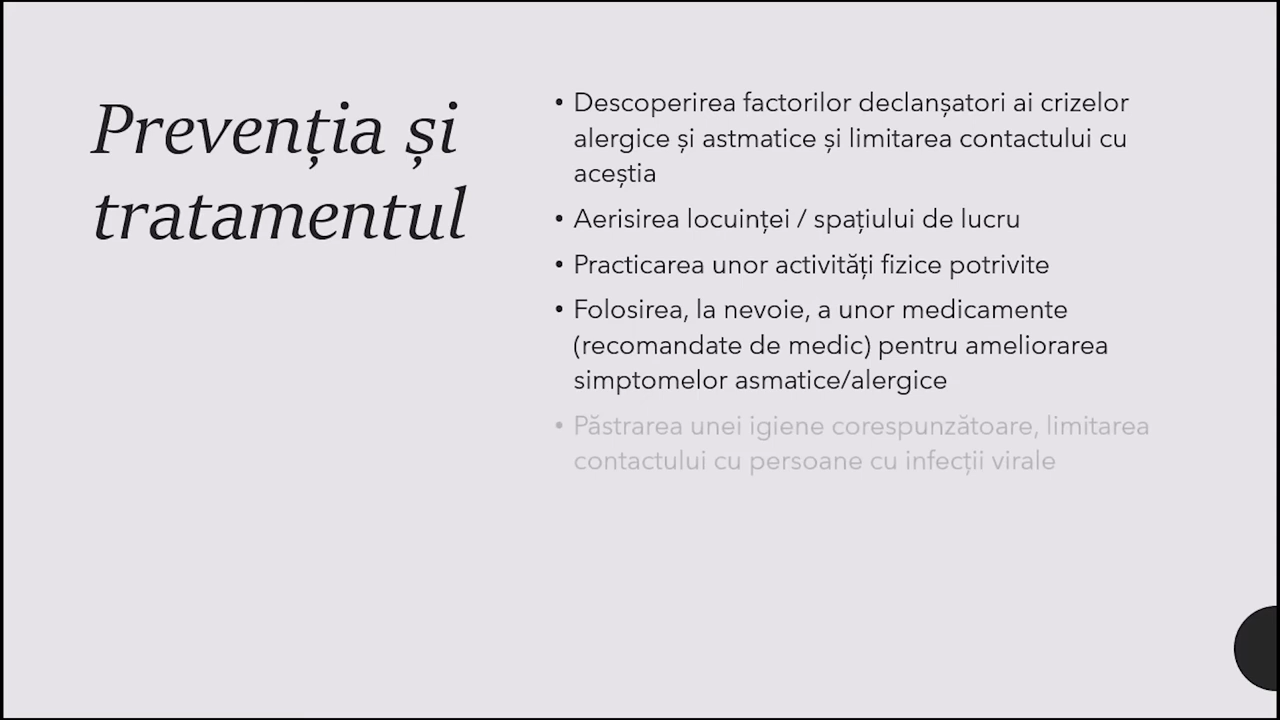 Prevenția și
tratamentul
• Descoperirea factorilor declanșatori ai crizelor
alergice și astmatice și limitarea contactului cu
aceștia
• Aerisirea locuinței / spațiului de lucru
• Practicarea unor activități fizice potrivite
• Folosirea, la nevoie, a unor medicamente
(recomandate de medic) pentru ameliorarea
simptomelor asmatice/alergice
• Păstrarea unei igiene corespunzătoare, limitarea
contactului cu persoane cu infecții virale